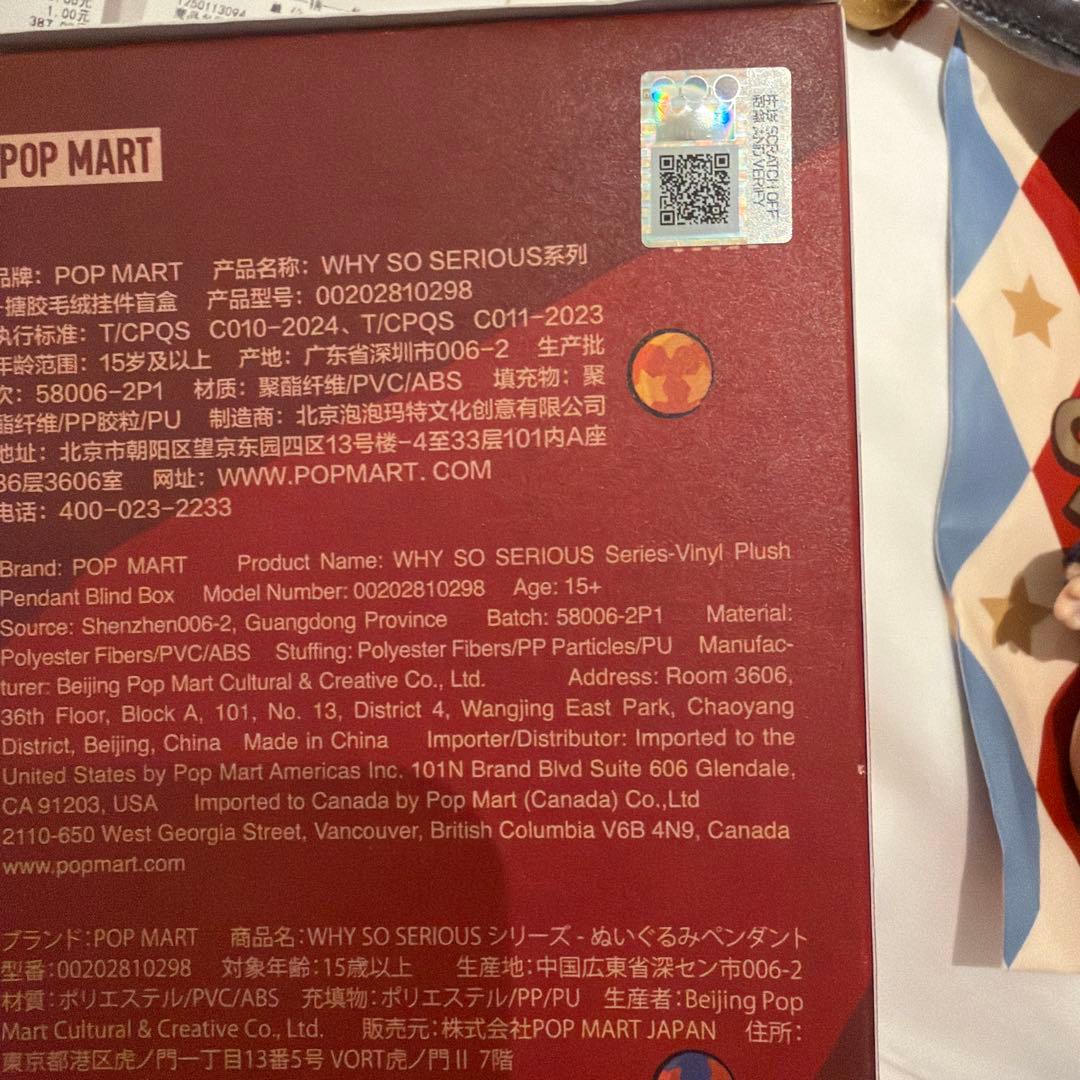 1.00元
387.
1250113094
POP MART
在此 SCRATCH OFF
AND VERIFY
品牌：POP MART 产品名称：WHY SO SERIOUS系列
-搪胶毛绒挂件盲盒 产品型号：00202810298
执行标准：T/CPQS C010-2024、T/CPQS C011-2023
年龄范围：15岁及以上 产地：广东省深圳市006-2 生产批
次：58006-2P1 材质：聚酯纤维/PVC/ABS 填充物：聚
酯纤维/PP胶粒/PU 制造商：北京泡泡玛特文化创意有限公司
地址：北京市朝阳区望京东园四区13号楼-4至33层101内A座
36层3606室 网址：WWW.POPMART.COM
电话：400-023-2233
Brand: POP MART Product Name: WHY SO SERIOUS Series-Vinyl Plush
Pendant Blind Box Model Number: 00202810298 Age: 15+
Source: Shenzhen006-2, Guangdong Province Batch: 58006-2P1 Material:
Polyester Fibers/PVC/ABS Stuffing: Polyester Fibers/PP Particles/PU Manufac-
turer: Beijing Pop Mart Cultural & Creative Co., Ltd. Address: Room 3606,
36th Floor, Block A, 101, No. 13, District 4, Wangjing East Park, Chaoyang
District, Beijing, China Made in China Importer/Distributor: Imported to the
United States by Pop Mart Americas Inc. 101N Brand Blvd Suite 606 Glendale,
CA 91203, USA Imported to Canada by Pop Mart (Canada) Co.,Ltd
2110-650 West Georgia Street, Vancouver, British Columbia V6B 4N9, Canada
www.popmart.com
ブランド：POP MART 商品名：WHY SO SERIOUS シリーズ - ぬいぐるみペンダント
型番：00202810298 対象年齢：15歳以上 生産地：中国広東省深セン市006-2
材質：ポリエステル/PVC/ABS 充填物：ポリエステル/PP/PU 生産者：Beijing Pop
Mart Cultural & Creative Co., Ltd. 販売元：株式会社POP MART JAPAN 住所：
東京都港区虎ノ門一丁目13番5号 VORT虎ノ門Ⅱ 7階